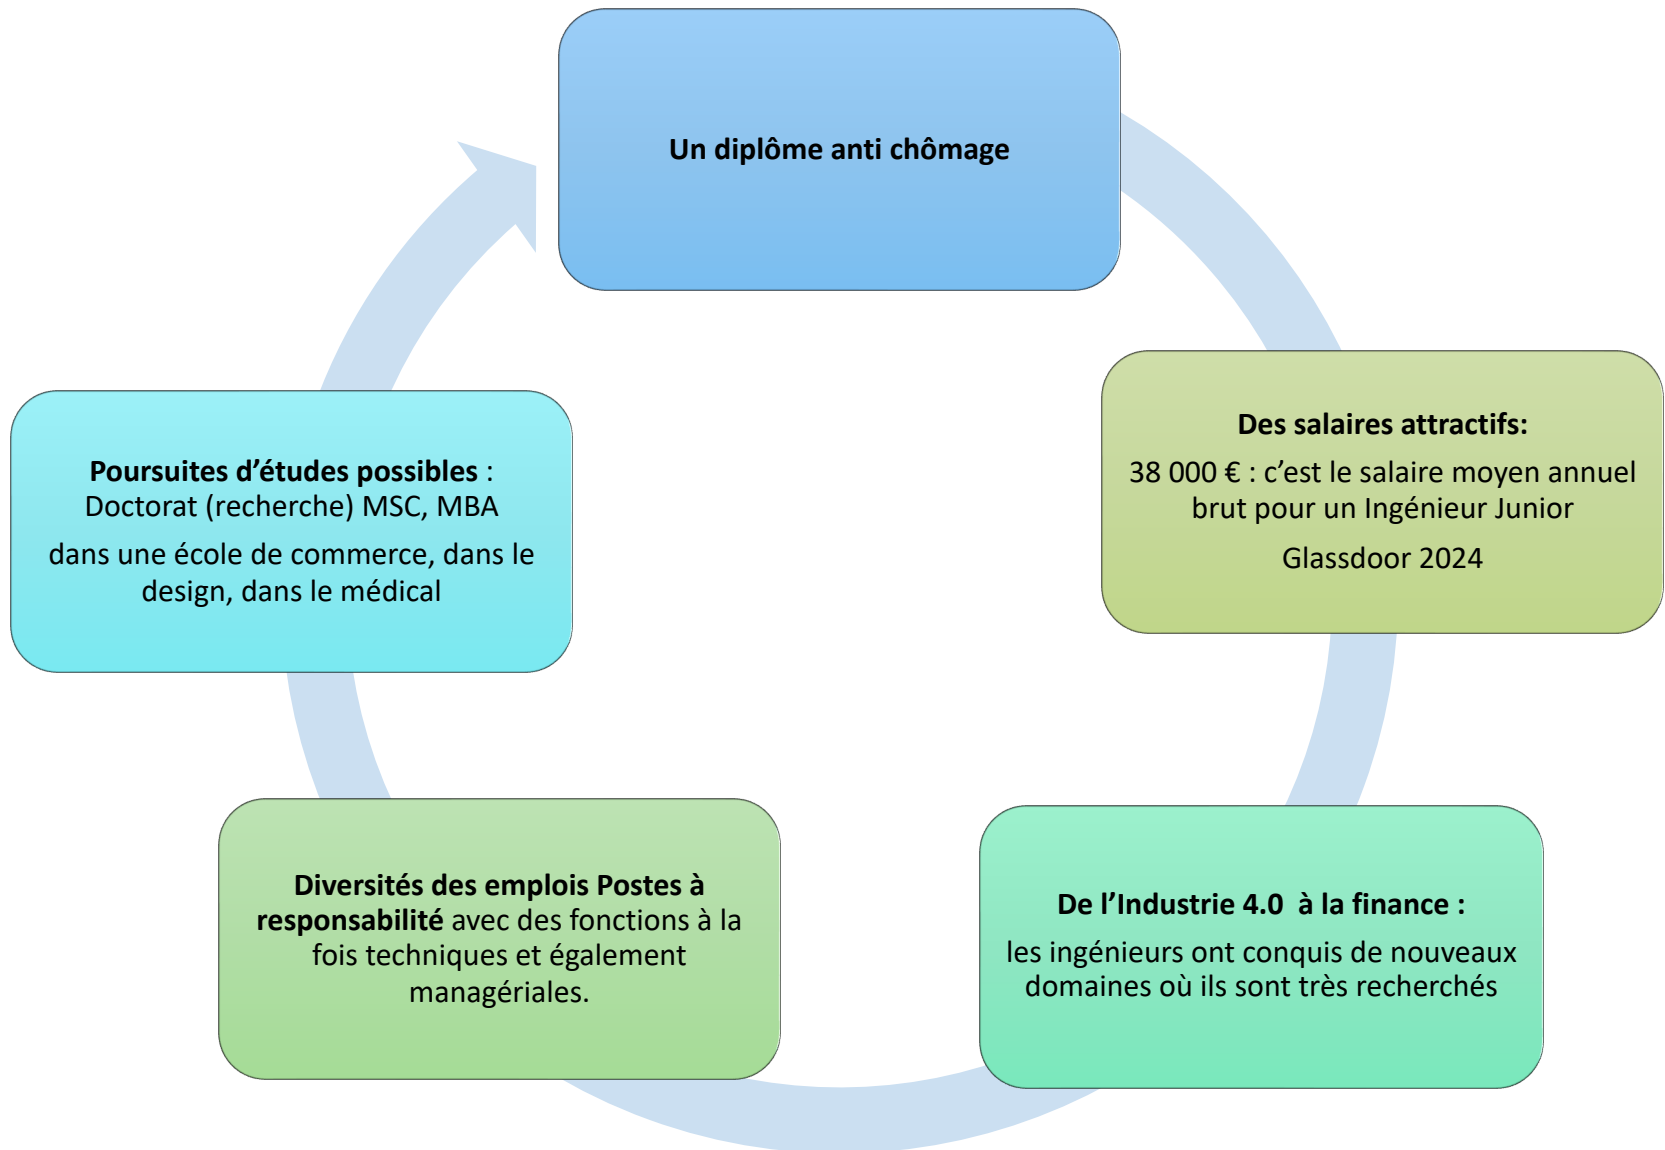 Un diplôme anti chômage
Des salaires attractifs:
38 000 € : c’est le salaire moyen annuel
brut pour un Ingénieur Junior
Glassdoor 2024
De l’Industrie 4.0  à la finance :
les ingénieurs ont conquis de nouveaux
domaines où ils sont très recherchés
Diversités des emplois Postes à
responsabilité avec des fonctions à la
fois techniques et également
managériales.
Poursuites d’études possibles :
Doctorat (recherche) MSC, MBA
dans une école de commerce, dans le
design, dans le médical